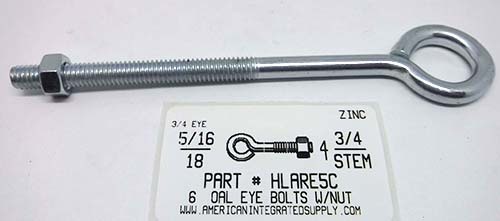 ZINC
3/4 EYE
5/16 4 3/4
18 STEM
PART # HLARE5C
6 OAL EYE BOLTS W/NUT
WWW.AMERICANINTEGRATEDSUPPLY.COM